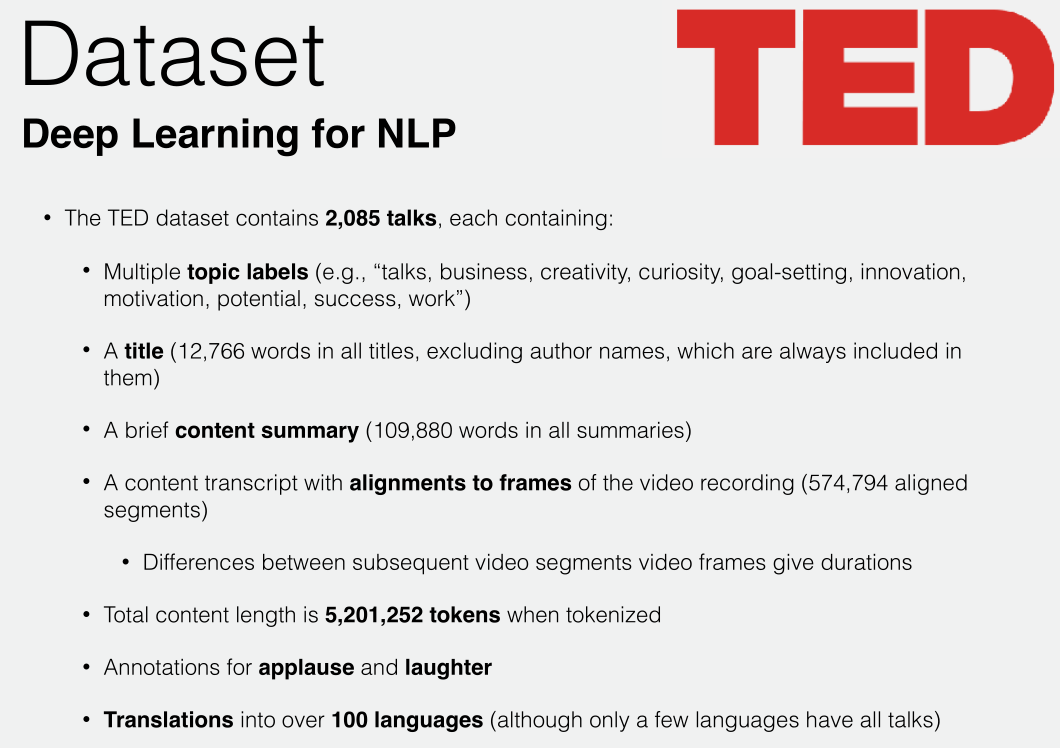 Dataset
TED
Deep Learning for NLP
• The TED dataset contains 2,085 talks, each containing:
• Multiple topic labels (e.g., “talks, business, creativity, curiosity, goal-setting, innovation,
motivation, potential, success, work”)
• A title (12,766 words in all titles, excluding author names, which are always included in
them)
• A brief content summary (109,880 words in all summaries)
• A content transcript with alignments to frames of the video recording (574,794 aligned
segments)
• Differences between subsequent video segments video frames give durations
• Total content length is 5,201,252 tokens when tokenized
• Annotations for applause and laughter
• Translations into over 100 languages (although only a few languages have all talks)